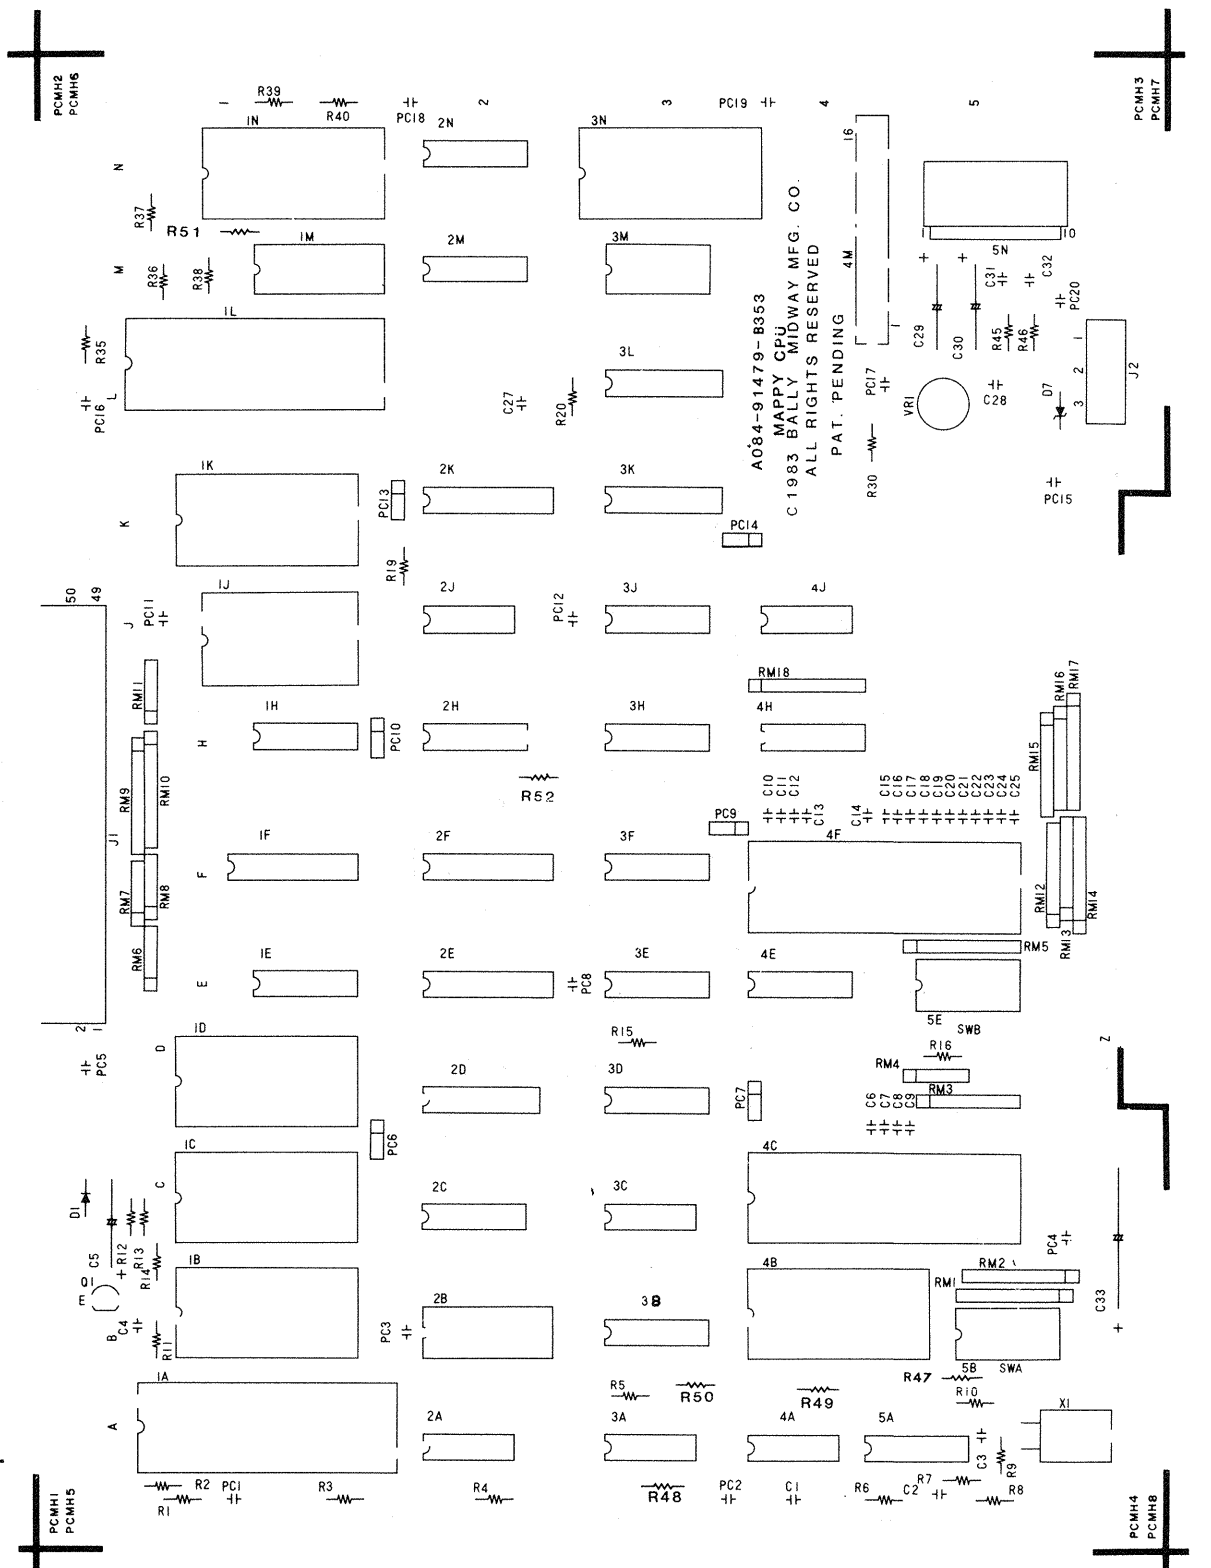 PCMH2
PCMH6
PCMH3
PCMH7
1
R39
R40
PC18
2
3
PC19
4
5
N
1N
2N
3N
16
R37
R51
1
10
5N
M
1M
2M
3M
4M
R36
R38
C31
C32
PC20
1L
R35
PC16
L
3L
C27
R20
A084-91479-B353
MAPPY CPU
C 1983 BALLY MIDWAY MFG. CO.
ALL RIGHTS RESERVED
PAT. PENDING
1
PC17
R30
C29
+
C30
+
R45
R46
VR1
C28
D7
1
2
3
J2
PC15
K
1K
PC13
2K
3K
PC14
R19
50
49
J
PC11
1J
2J
PC12
3J
4J
RM11
RM18
RM16
RM17
H
1H
PC10
2H
3H
4H
RM15
RM9
RM10
R52
J1
C10
C11
C12
C13
C14
C15
C16
C17
C18
C19
C20
C21
C22
C23
C24
C25
PC9
F
1F
2F
3F
4F
RM7
RM8
RM12
RM13
RM14
RM6
RM5
E
1E
2E
PC8
3E
4E
5E
SWB
2
1
D
1D
PC5
2D
R15
3D
PC7
RM4
R16
RM3
C6
C7
C8
C9
Z
PC6
C
1C
2C
3C
4C
D1
C5
+
R12
R13
R14
Q1
E
PC4
C33
+
B
C4
R11
1B
PC3
2B
3B
4B
RM2
RM1
5B
SWA
R47
R10
A
1A
2A
R5
R50
3A
R49
4A
5A
X1
R2
R1
PC1
R3
R4
R48
PC2
C1
R6
C2
R7
C3
R9
R8
PCMH1
PCMH5
PCMH4
PCMH8